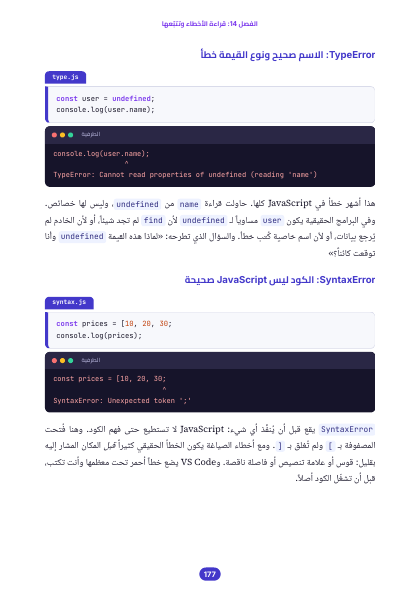 الفصل 14: قراءة الأخطاء وتتبّعها
TypeError: الاسم صحيح ونوع القيمة خطأ
type.js
const user = undefined;
console.log(user.name);
الطرفية
console.log(user.name);
^
TypeError: Cannot read properties of undefined (reading 'name')
هذا أشهر خطأ في JavaScript كلها. حاولت قراءة name من undefined، وليس لها خصائص.
وفي البرامج الحقيقية يكون user مساوياً لـ undefined لأن find لم تجد شيئاً، أو لأن الخادم لم
يُرجع بيانات، أو لأن اسم خاصية كُتب خطأ. والسؤال الذي تطرحه: «لماذا هذه القيمة undefined وأنا
توقعت كائناً؟»
SyntaxError: الكود ليس JavaScript صحيحة
syntax.js
const prices = [10, 20, 30;
console.log(prices);
الطرفية
const prices = [10, 20, 30;
^
SyntaxError: Unexpected token ';'
SyntaxError يقع قبل أن يُنفَّذ أي شيء: JavaScript لا تستطيع حتى فهم الكود. وهنا فُتحت
المصفوفة بـ [ ولم تُغلق بـ ]. ومع أخطاء الصياغة يكون الخطأ الحقيقي كثيراً قبل المكان المشار إليه
بقليل: قوس أو علامة تنصيص أو فاصلة ناقصة. وVS Code يضع خطاً أحمر تحت معظمها وأنت تكتب،
قبل أن تشغّل الكود أصلاً.
177